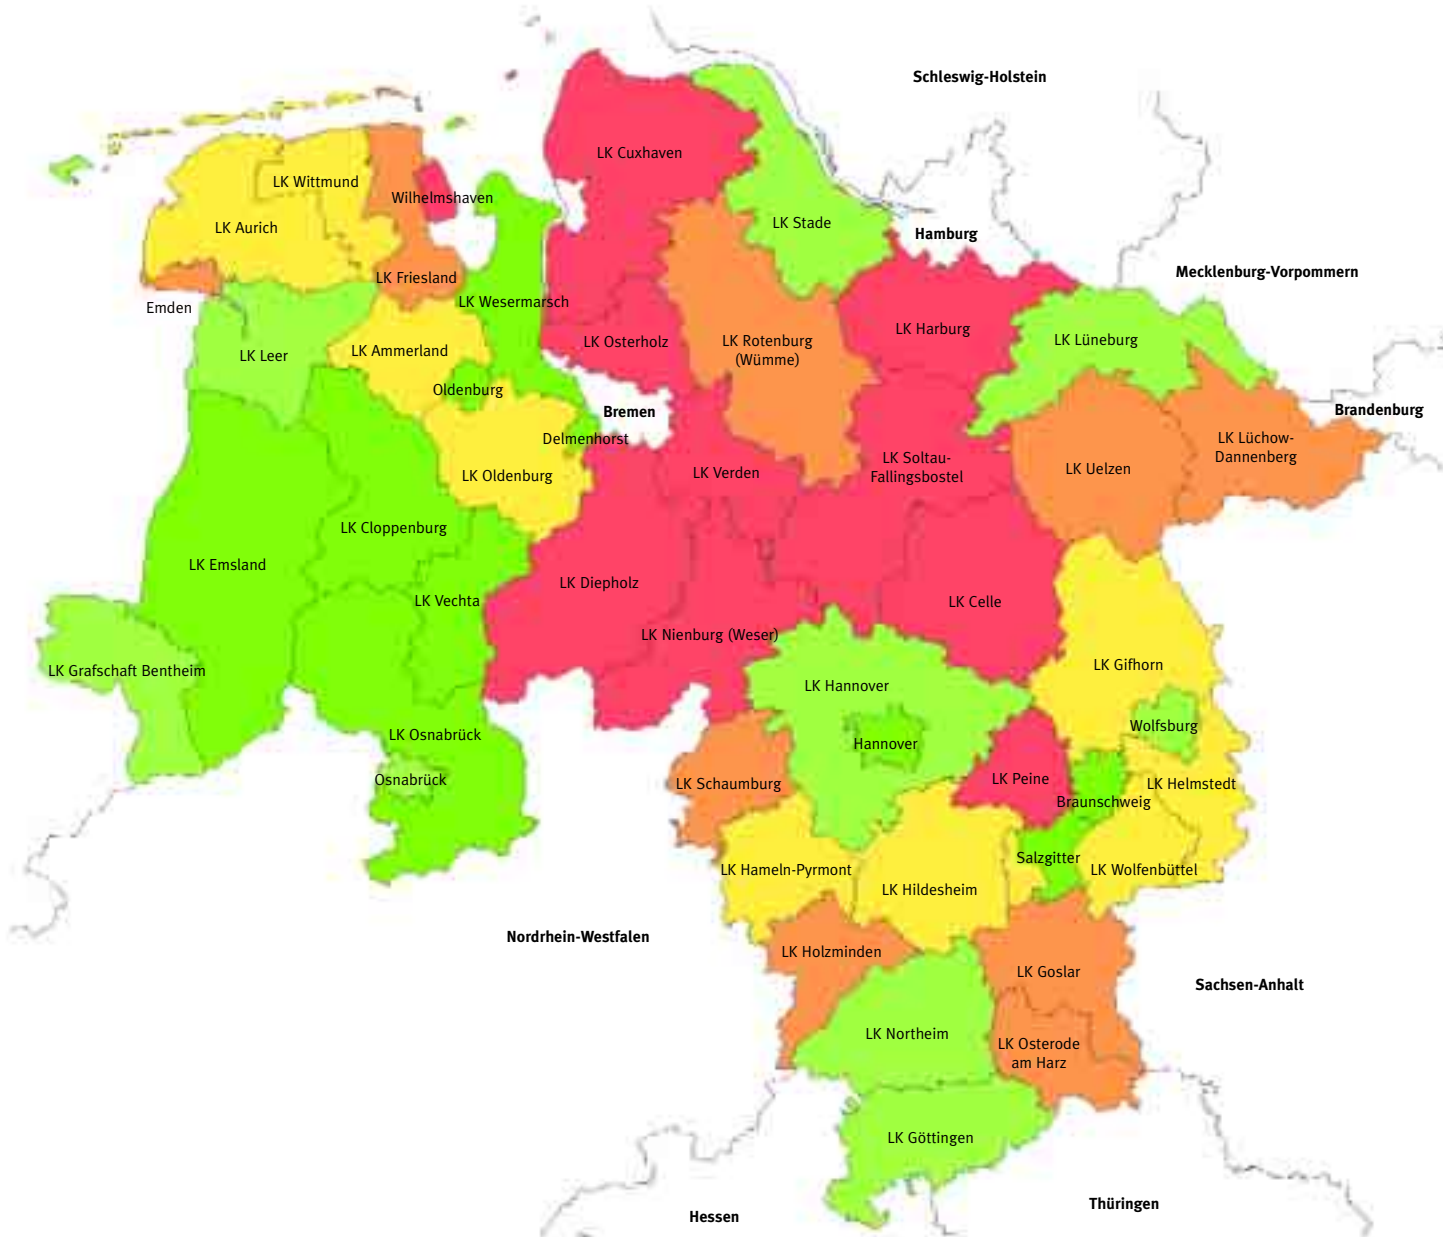 Schleswig-Holstein
LK Cuxhaven
LK Wittmund
Wilhelmshaven
LK Aurich
LK Stade
Hamburg
Mecklenburg-Vorpommern
LK Friesland
Emden
LK Wesermarsch
LK Harburg
LK Osterholz
LK Rotenburg
(Wümme)
LK Lüneburg
LK Leer
LK Ammerland
Oldenburg
Bremen
Brandenburg
Delmenhorst
LK Lüchow-
Dannenberg
LK Soltau-
Fallingsbostel
LK Uelzen
LK Verden
LK Oldenburg
LK Cloppenburg
LK Emsland
LK Diepholz
LK Vechta
LK Celle
LK Nienburg (Weser)
LK Gifhorn
LK Grafschaft Bentheim
LK Hannover
Wolfsburg
LK Osnabrück
Hannover
Osnabrück
LK Schaumburg
LK Peine
LK Helmstedt
Braunschweig
Salzgitter
LK Hameln-Pyrmont
LK Wolfenbüttel
LK Hildesheim
Nordrhein-Westfalen
LK Holzminden
LK Goslar
Sachsen-Anhalt
LK Northeim
LK Osterode
am Harz
LK Göttingen
Thüringen
Hessen